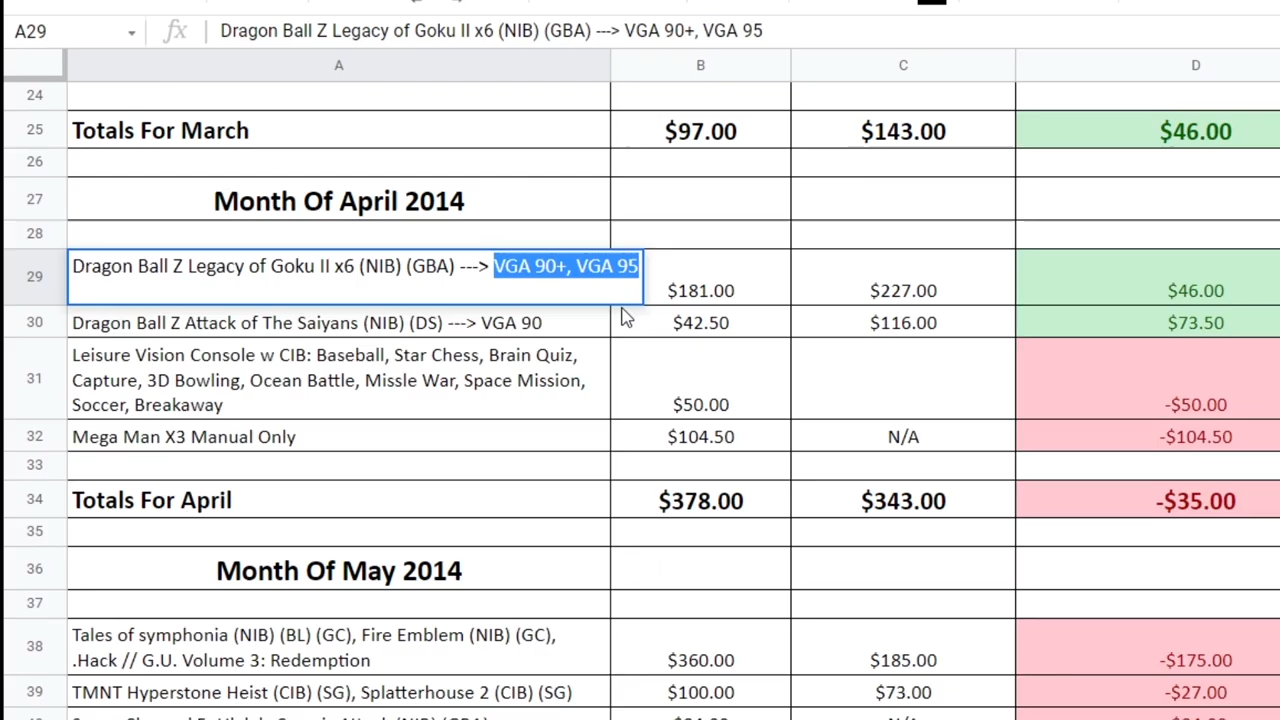 A29 fx Dragon Ball Z Legacy of Goku II x6 (NIB) (GBA) ---> VGA 90+, VGA 95
A B C D
24
25 Totals For March $97.00 $143.00 $46.00
26
27 Month Of April 2014
28
29 Dragon Ball Z Legacy of Goku II x6 (NIB) (GBA) ---> VGA 90+, VGA 95
$181.00 $227.00 $46.00
30 Dragon Ball Z Attack of The Saiyans (NIB) (DS) ---> VGA 90 $42.50 $116.00 $73.50
Leisure Vision Console w CIB: Baseball, Star Chess, Brain Quiz,
31 Capture, 3D Bowling, Ocean Battle, Missle War, Space Mission,
Soccer, Breakaway $50.00 -$50.00
32 Mega Man X3 Manual Only $104.50 N/A -$104.50
33
34 Totals For April $378.00 $343.00 -$35.00
35
36 Month Of May 2014
37
38 Tales of symphonia (NIB) (BL) (GC), Fire Emblem (NIB) (GC),
.Hack // G.U. Volume 3: Redemption $360.00 $185.00 -$175.00
39 TMNT Hyperstone Heist (CIB) (SG), Splatterhouse 2 (CIB) (SG) $100.00 $73.00 -$27.00